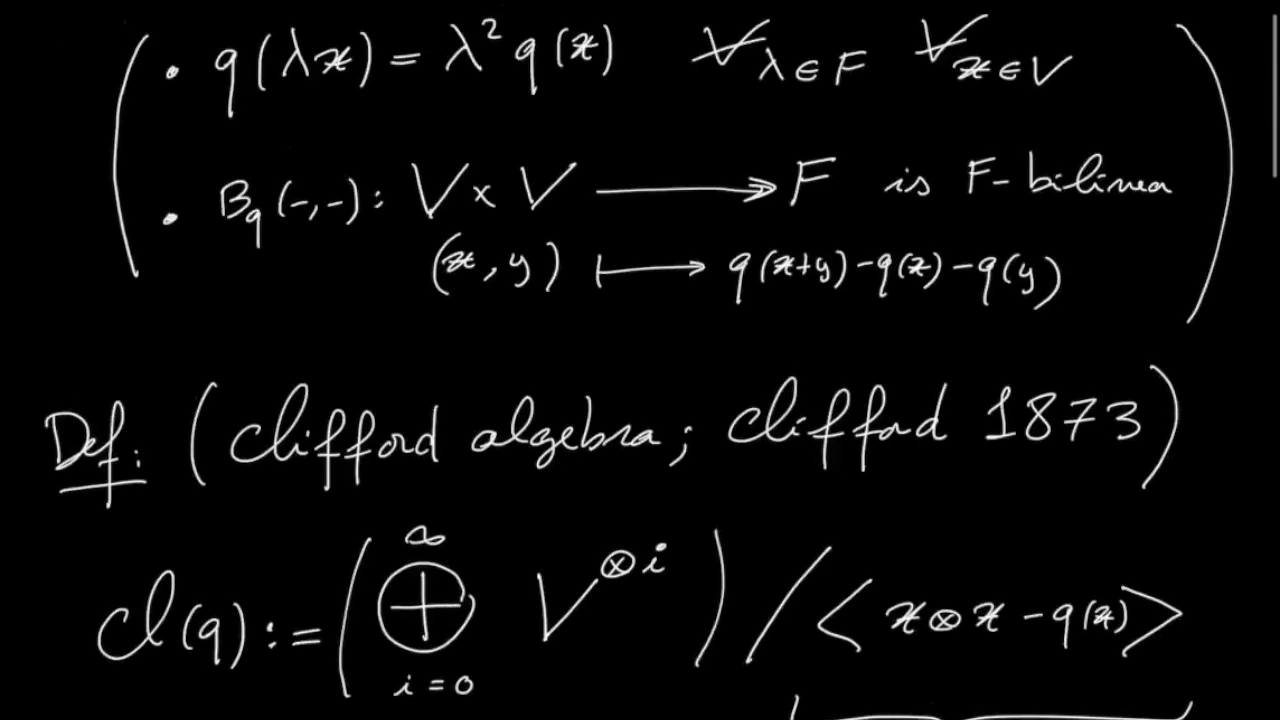 ( • q(λx) = λ² q(x) ∀λ∈F ∀x∈V
• B_q(-,-): V x V ⟶ F is F-bilinea )
(x, y) ⟼ q(x+y)-q(x)-q(y)
Def: (Clifford algebra; Clifford 1873)
Cl(q) := ( ⊕_{i=0}^{∞} V^{⊗i} ) / < x⊗x - q(x) >